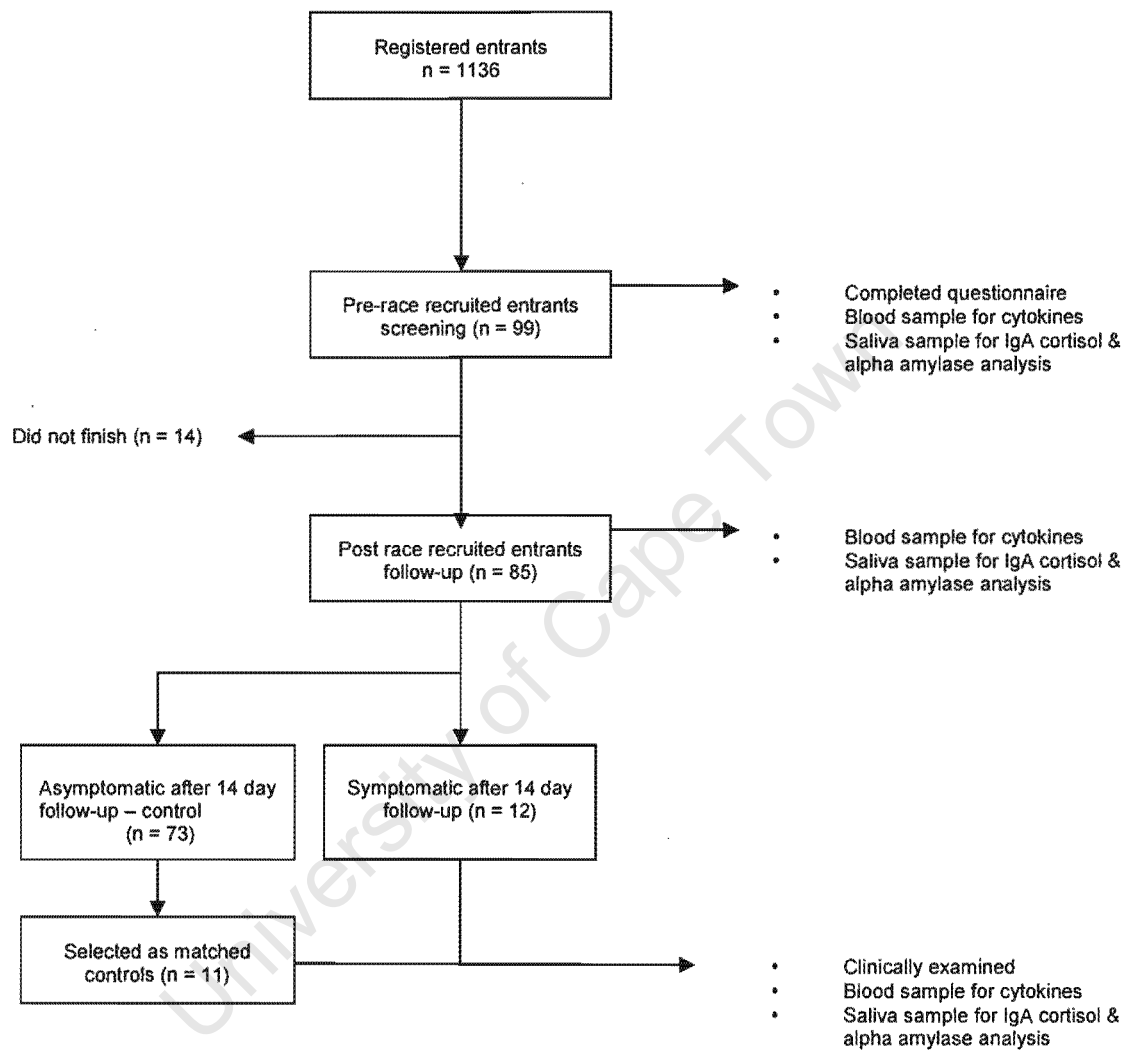 Registered entrants
n = 1136
Pre-race recruited entrants
screening (n = 99)
• Completed questionnaire
• Blood sample for cytokines
• Saliva sample for IgA cortisol &
alpha amylase analysis
Did not finish (n = 14)
Post race recruited entrants
follow-up (n = 85)
• Blood sample for cytokines
• Saliva sample for IgA cortisol &
alpha amylase analysis
Asymptomatic after 14 day
follow-up – control
(n = 73)
Symptomatic after 14 day
follow-up (n = 12)
Selected as matched
controls (n = 11)
• Clinically examined
• Blood sample for cytokines
• Saliva sample for IgA cortisol &
alpha amylase analysis
University of Cape Town